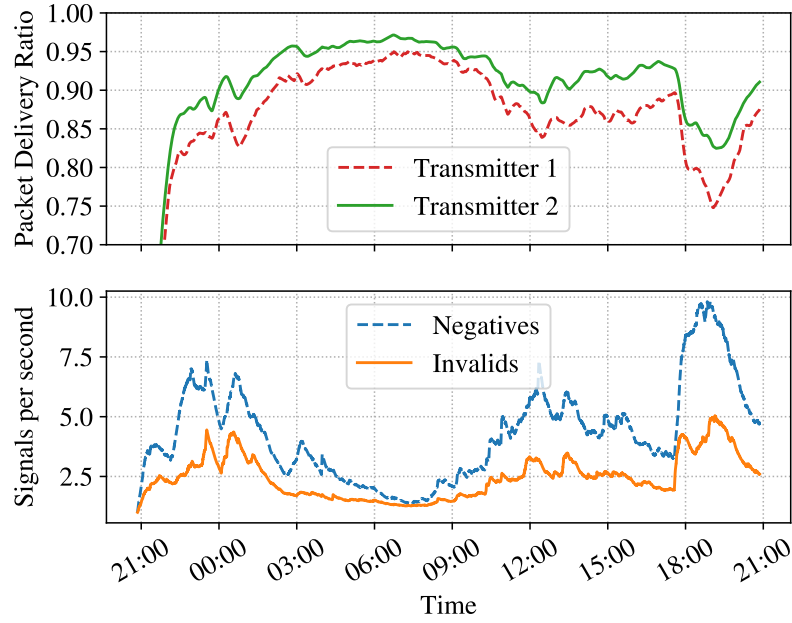 Packet Delivery Ratio
1.00
0.95
0.90
0.85
0.80
0.75
0.70
Transmitter 1
Transmitter 2
Signals per second
10.0
7.5
5.0
2.5
Negatives
Invalids
21:00
00:00
03:00
06:00
09:00
12:00
15:00
18:00
21:00
Time